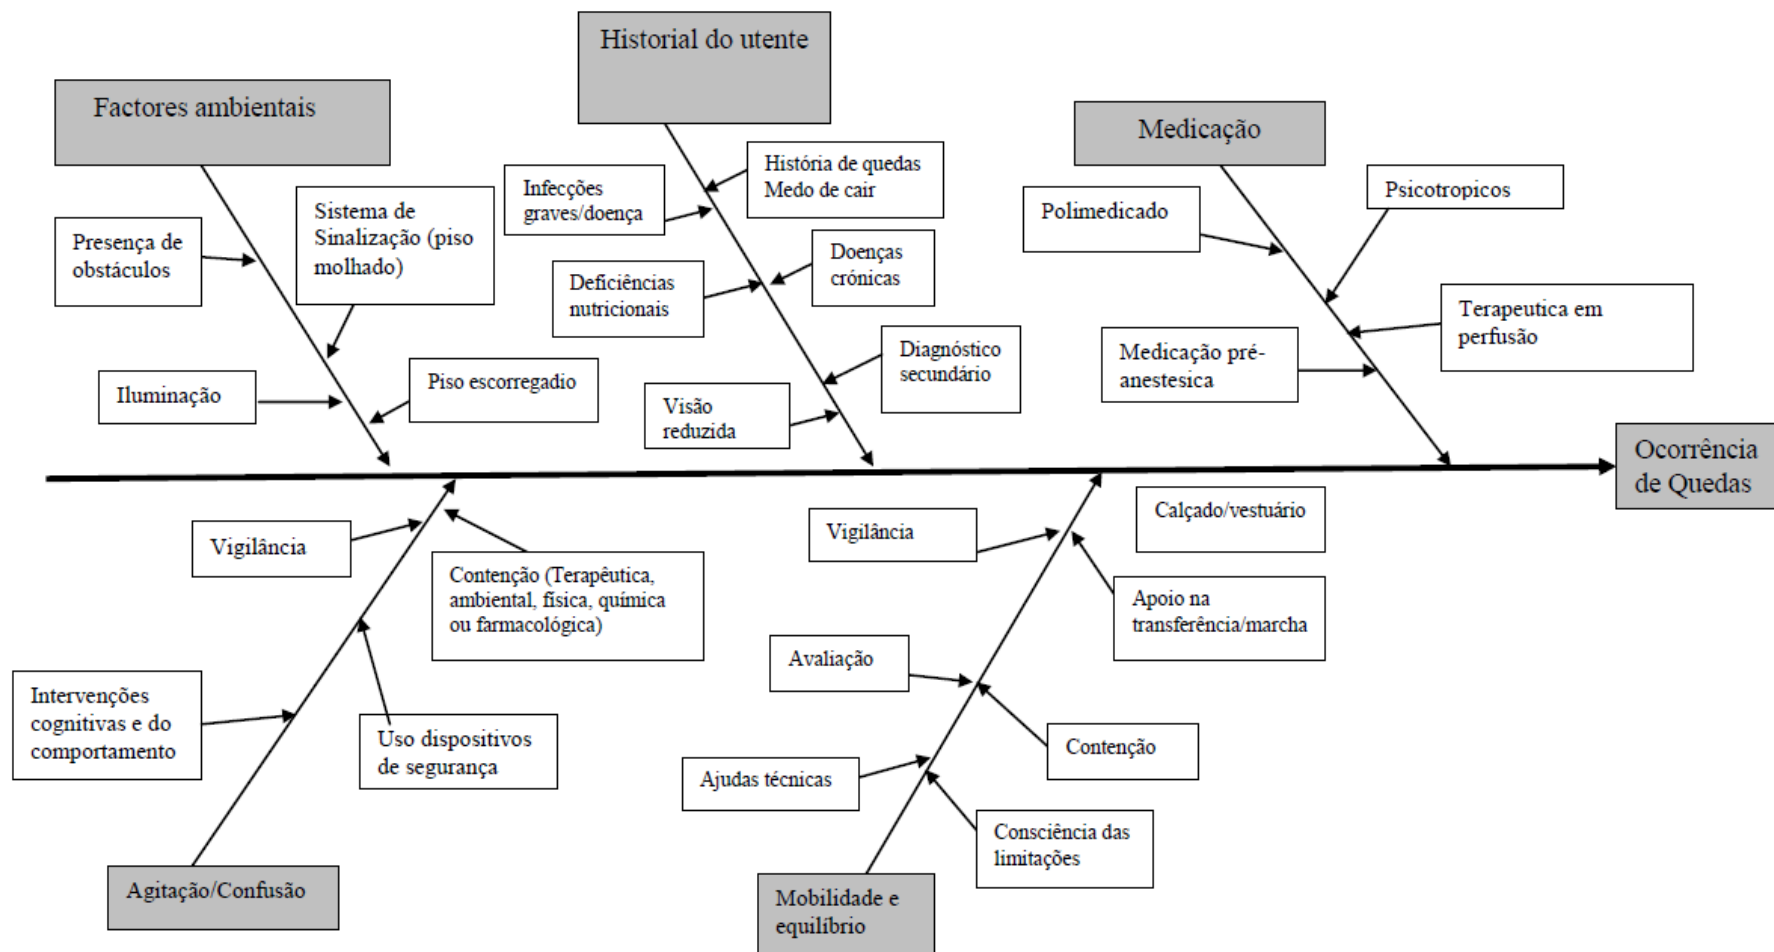 Historial do utente
Factores ambientais
Medicação
Infecções
graves/doença
História de quedas
Medo de cair
Psicotropicos
Polimedicado
Sistema de
Sinalização (piso
molhado)
Presença de
obstáculos
Doenças
crónicas
Deficiências
nutricionais
Terapeutica em
perfusão
Diagnóstico
secundário
Medicação pré-
anestesica
Piso escorregadio
Iluminação
Visão
reduzida
Ocorrência
de Quedas
Calçado/vestuário
Vigilância
Vigilância
Contenção (Terapêutica,
ambiental, física, química
ou farmacológica)
Apoio na
transferência/marcha
Avaliação
Intervenções
cognitivas e do
comportamento
Uso dispositivos
de segurança
Contenção
Ajudas técnicas
Consciência das
limitações
Agitação/Confusão
Mobilidade e
equilíbrio